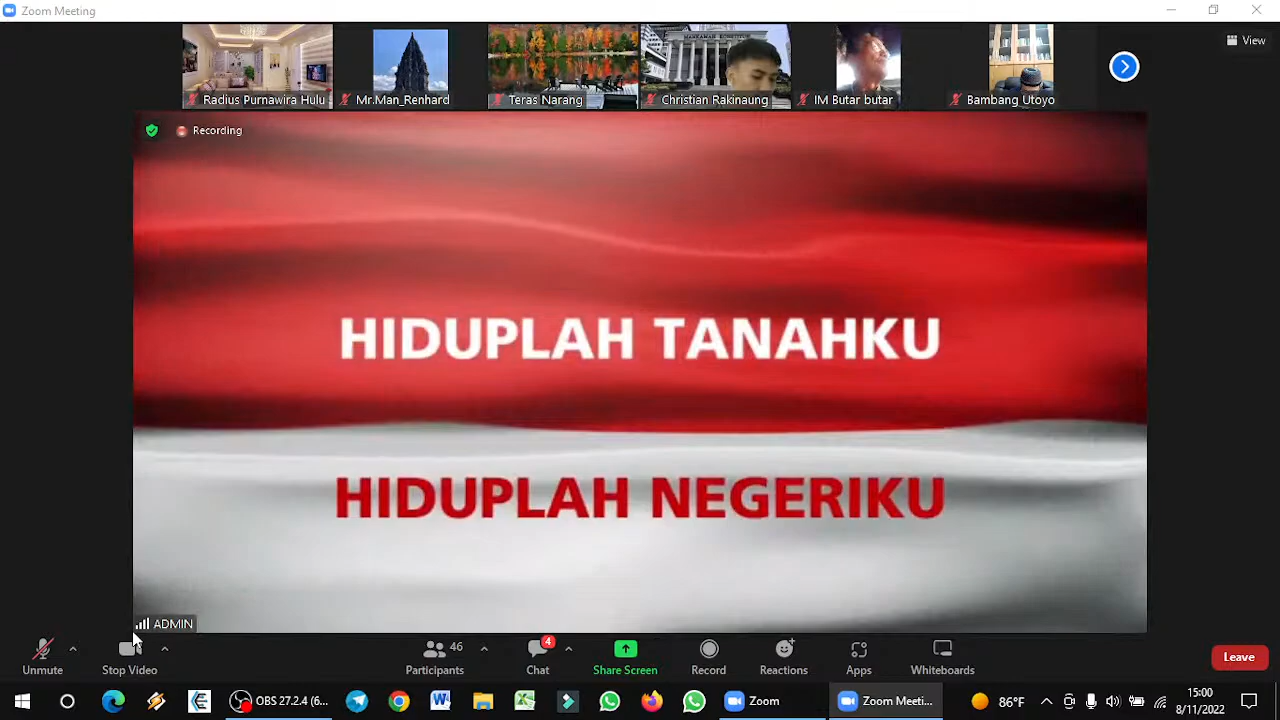 Zoom Meeting
View
Radius Purnawira Hulu
Mr.Man_Renhard
Teras Narang
Christian Rakinaung
IM Butar butar
Bambang Utoyo
MAHKAMAH KONSTITUSI
Recording
HIDUPLAH TANAHKU
HIDUPLAH NEGERIKU
ADMIN
Unmute
Stop Video
Participants
46
Chat
4
Share Screen
Record
Reactions
Apps
Whiteboards
Leave
OBS 27.2.4 (6...
Zoom
Zoom Meeti...
86°F
15:00
8/11/2022